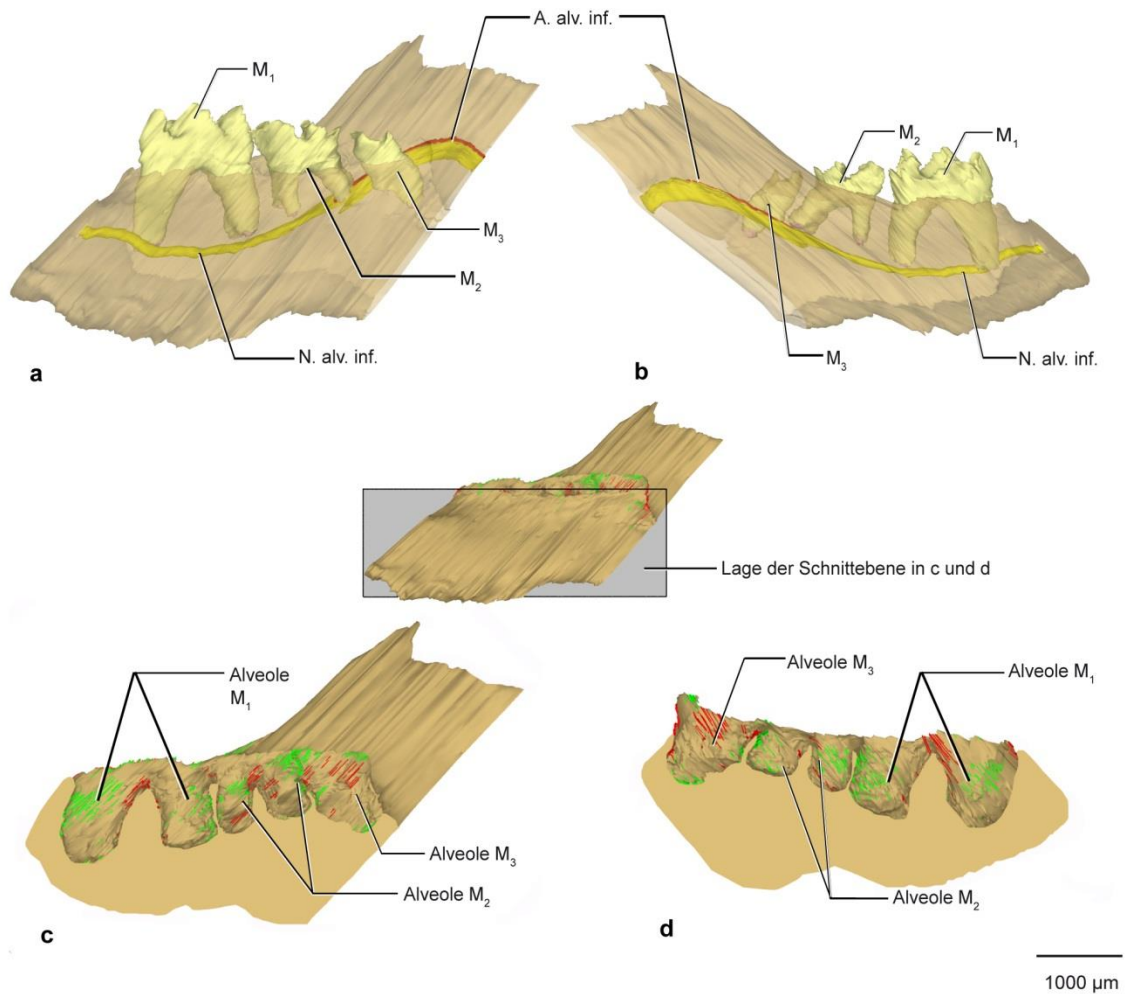 A. alv. inf.
M₁
M₂
M₁
M₃
M₂
M₃
N. alv. inf.
N. alv. inf.
a
b
Lage der Schnittebene in c und d
Alveole
M₁
Alveole M₃
Alveole M₁
Alveole M₃
Alveole M₂
Alveole M₂
c
d
1000 µm